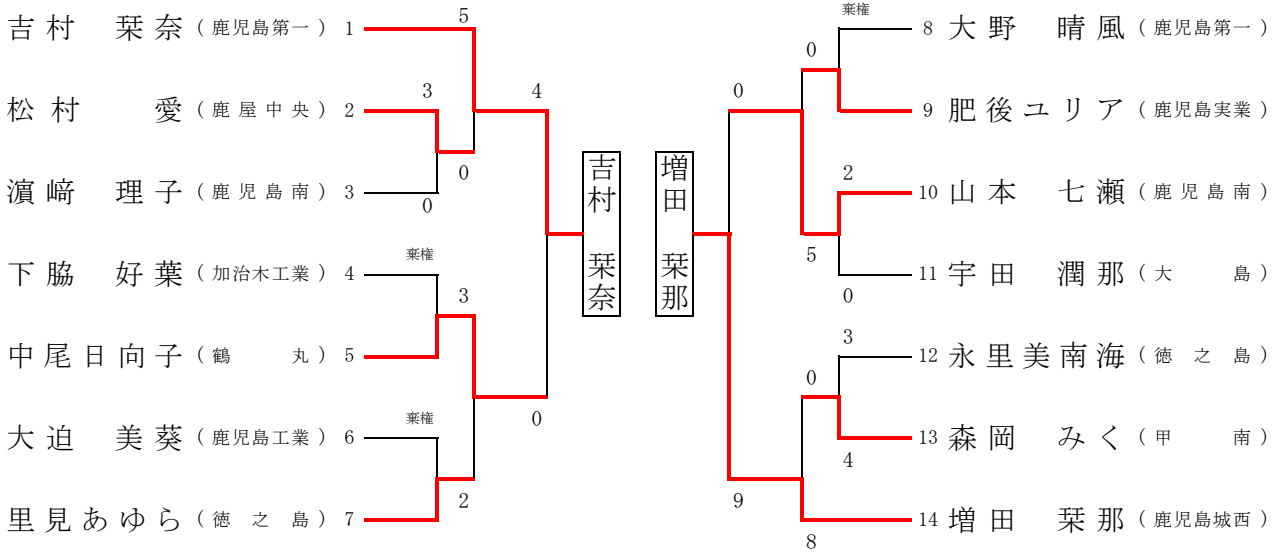 吉村 栞奈 (鹿児島第一) 1
松村 愛 (鹿屋中央) 2
濵﨑 理子 (鹿児島南) 3
下脇 好葉 (加治木工業) 4
中尾日向子 (鶴丸) 5
大迫 美葵 (鹿児島工業) 6
里見あゆら (徳之島) 7
5
3
0
0
4
棄権
3
棄権
2
0
吉村 栞奈
増田 栞那
0
9
棄権
0
2
5
0
3
0
4
8
8 大野 晴風 (鹿児島第一)
9 肥後ユリア (鹿児島実業)
10 山本 七瀬 (鹿児島南)
11 宇田 潤那 (大島)
12 永里美南海 (徳之島)
13 森岡 みく (甲南)
14 増田 栞那 (鹿児島城西)